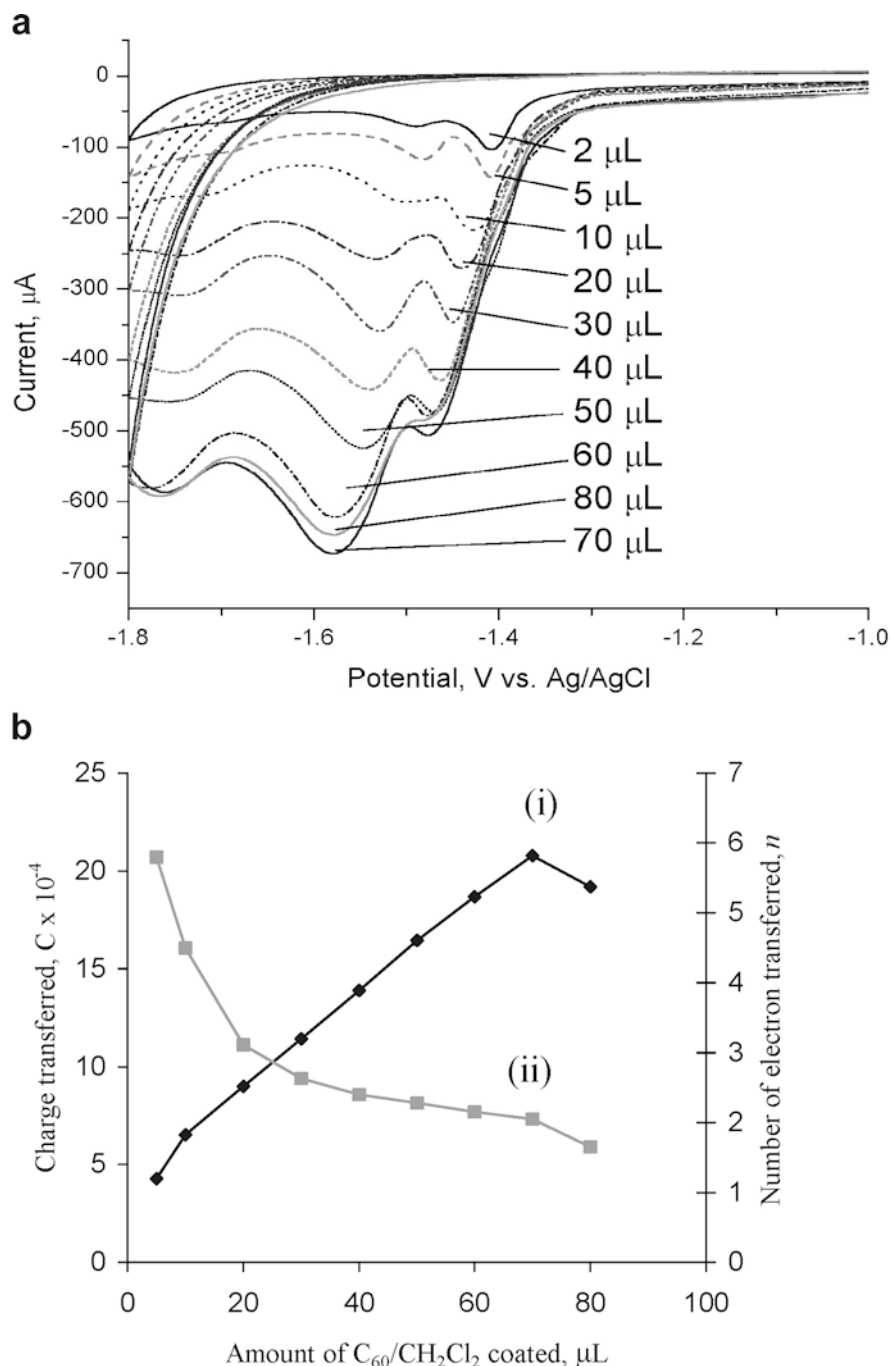 a
0
-100
-200
-300
-400
-500
-600
-700
Current, μA
2 μL
5 μL
10 μL
20 μL
30 μL
40 μL
50 μL
60 μL
80 μL
70 μL
-1.8
-1.6
-1.4
-1.2
-1.0
Potential, V vs. Ag/AgCl
b
25
20
15
10
5
0
Charge transferred, C x 10⁻⁴
(i)
(ii)
7
6
5
4
3
2
1
0
Number of electron transferred, n
0
20
40
60
80
100
Amount of C₆₀/CH₂Cl₂ coated, μL